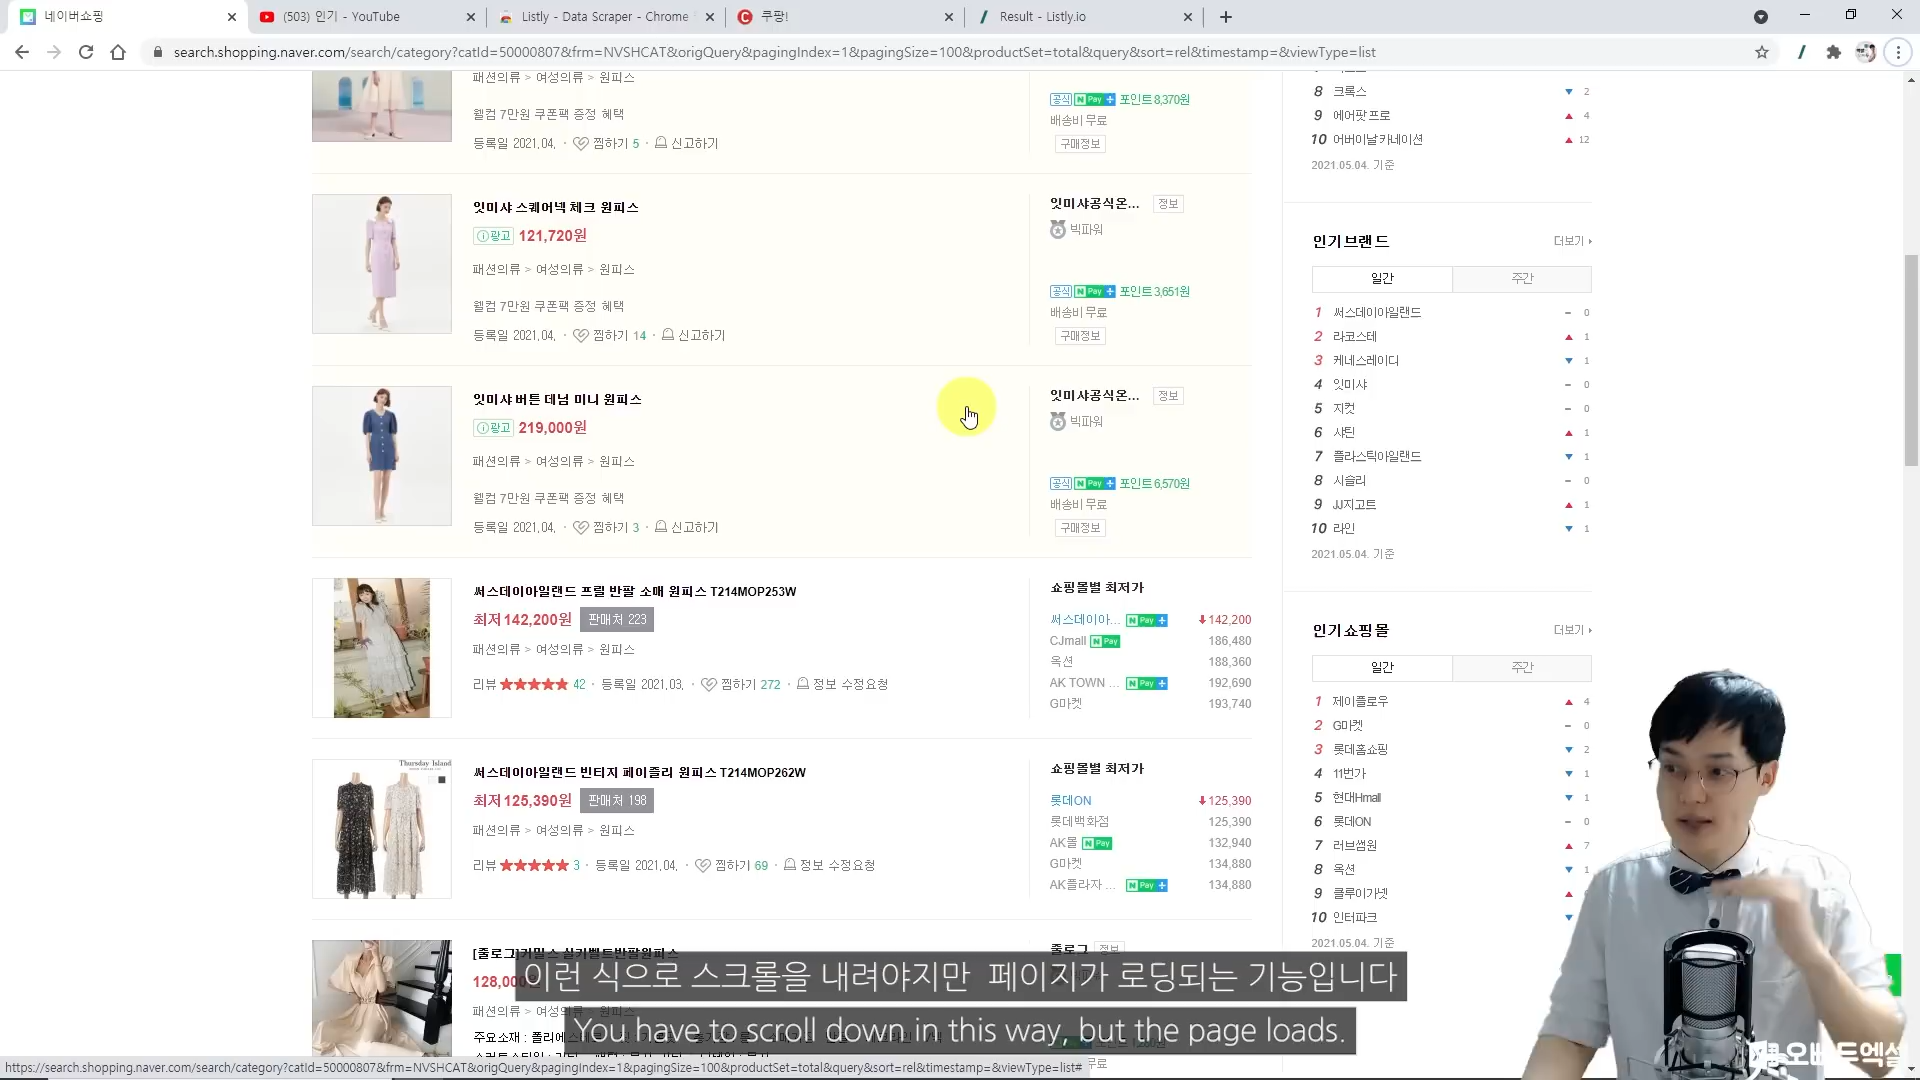 네이버쇼핑
(503) 인기 - YouTube
Listly - Data Scraper - Chrome
쿠팡!
Result - Listly.io
search.shopping.naver.com/search/category?catId=50000807&frm=NVSHCAT&origQuery&pagingIndex=1&pagingSize=100&productSet=total&query&sort=rel&timestamp=&viewType=list
패션의류 > 여성의류 > 원피스
웰컴 7만원 쿠폰팩 증정 혜택
등록일 2021.04. · 찜하기 5 · 신고하기
공식 N Pay + 포인트 8,370원
배송비 무료
구매정보
잇미샤 스퀘어넥 체크 원피스
광고 121,720원
패션의류 > 여성의류 > 원피스
웰컴 7만원 쿠폰팩 증정 혜택
등록일 2021.04. · 찜하기 14 · 신고하기
잇미샤공식온... 정보
빅파워
공식 N Pay + 포인트 3,651원
배송비 무료
구매정보
잇미샤 버튼 데님 미니 원피스
광고 219,000원
패션의류 > 여성의류 > 원피스
웰컴 7만원 쿠폰팩 증정 혜택
등록일 2021.04. · 찜하기 3 · 신고하기
잇미샤공식온... 정보
빅파워
공식 N Pay + 포인트 6,570원
배송비 무료
구매정보
써스데이아일랜드 프릴 반팔 소매 원피스 T214MOP253W
최저 142,200원 판매처 223
패션의류 > 여성의류 > 원피스
리뷰 ★★★★★ 42 · 등록일 2021.03. · 찜하기 272 · 정보 수정요청
쇼핑몰별 최저가
써스데이아... N Pay + 142,200
CJmall N Pay 186,480
옥션 188,360
AK TOWN ... N Pay + 192,690
G마켓 193,740
Thursday Island
써스데이아일랜드 빈티지 페이즐리 원피스 T214MOP262W
최저 125,390원 판매처 198
패션의류 > 여성의류 > 원피스
리뷰 ★★★★★ 3 · 등록일 2021.04. · 찜하기 69 · 정보 수정요청
쇼핑몰별 최저가
롯데ON 125,390
롯데백화점 125,390
AK몰 N Pay 132,940
G마켓 134,880
AK플라자 ... N Pay + 134,880
[줄로그]커밀스 실키벨트반팔원피스
128,00
패션의류 > 여성의류 > 원피스
주요소재 : 폴리에
줄로그 정보
8 크록스 2
9 에어팟 프로 4
10 어버이날 카네이션 12
2021.05.04. 기준
인기 브랜드 더보기
일간 주간
1 써스데이아일랜드 0
2 라코스테 1
3 케네스레이디 1
4 잇미샤 0
5 지컷 0
6 샤틴 1
7 플라스틱아일랜드 1
8 시슬리 0
9 JJ지고트 1
10 라인 1
2021.05.04. 기준
인기 쇼핑몰 더보기
일간 주간
1 제이플로우 4
2 G마켓 0
3 롯데홈쇼핑 2
4 11번가 1
5 현대Hmall 1
6 롯데ON 0
7 러브썸원 7
8 옥션 1
9 클루이가넷
10 인터파크
2021.05.04. 기준
이런 식으로 스크롤을 내려야지만 페이지가 로딩되는 기능입니다
You have to scroll down in this way, but the page loads.
https://search.shopping.naver.com/search/category?catId=50000807&frm=NVSHCAT&origQuery&pagingIndex=1&pagingSize=100&productSet=total&query&sort=rel&timestamp=&viewType=list#
오빠두엑셀